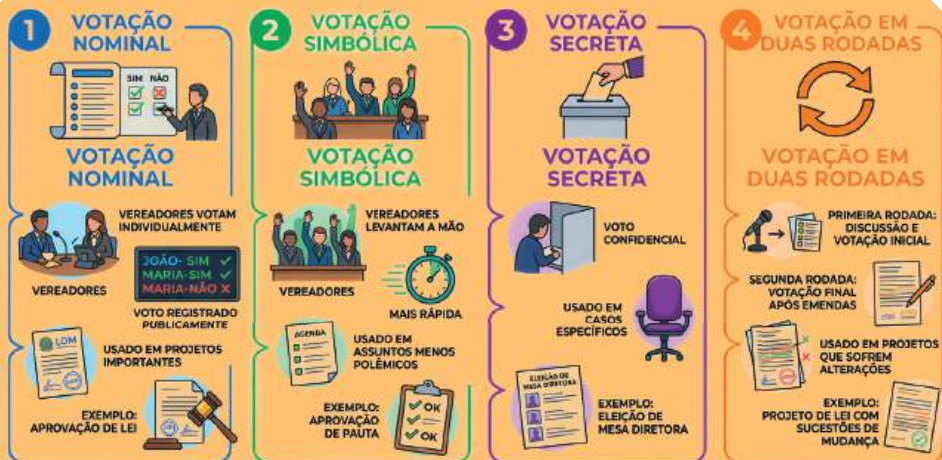 1
VOTAÇÃO
NOMINAL
SIM NÃO
VOTAÇÃO
NOMINAL
VEREADORES VOTAM
INDIVIDUALMENTE
VEREADORES
JOÃO- SIM ✓
MARIA-SIM ✓
MARIA-NÃO X
VOTO REGISTRADO
PUBLICAMENTE
LOM
USADO EM PROJETOS
IMPORTANTES
EXEMPLO:
APROVAÇÃO DE LEI
2
VOTAÇÃO
SIMBÓLICA
VOTAÇÃO
SIMBÓLICA
VEREADORES
LEVANTAM A MÃO
VEREADORES
MAIS RÁPIDA
AGENDA
USADO EM
ASSUNTOS MENOS
POLÊMICOS
EXEMPLO:
APROVAÇÃO
DE PAUTA
OK
OK
3
VOTAÇÃO
SECRETA
VOTAÇÃO
SECRETA
VOTO
CONFIDENCIAL
USADO EM
CASOS
ESPECÍFICOS
ELEIÇÃO DE
MESA DIRETORA
EXEMPLO:
ELEIÇÃO DE
MESA DIRETORA
4
VOTAÇÃO EM
DUAS RODADAS
VOTAÇÃO EM
DUAS RODADAS
PRIMEIRA RODADA:
DISCUSSÃO E
VOTAÇÃO INICIAL
SEGUNDA RODADA:
VOTAÇÃO FINAL
APÓS EMENDAS
USADO EM PROJETOS
QUE SOFREM
ALTERAÇÕES
EXEMPLO:
PROJETO DE LEI COM
SUCESTÕES DE
MUDANÇA